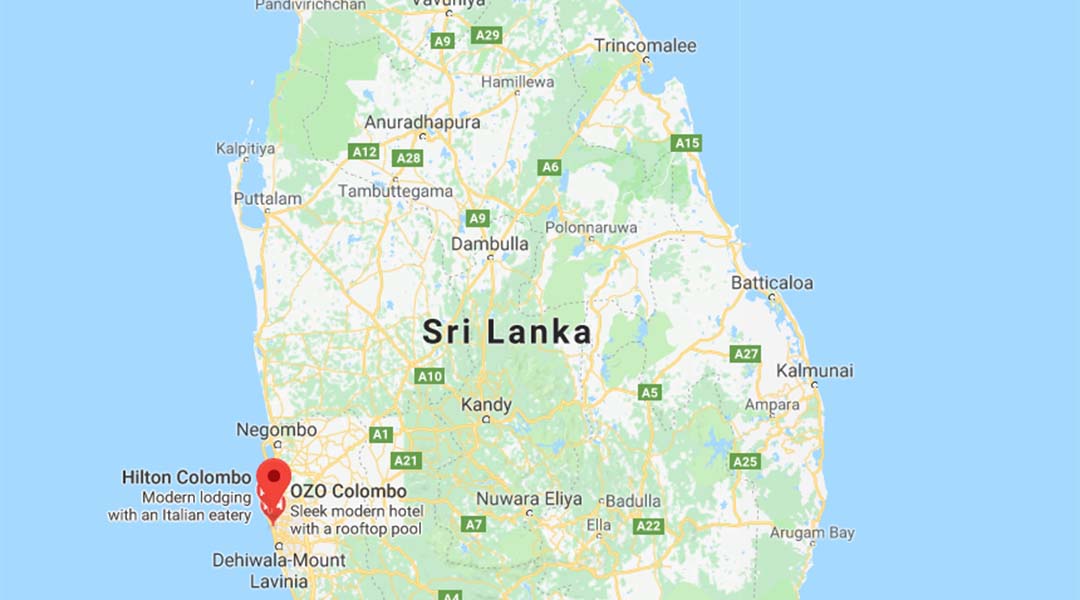 Pandivirichchan
Vavuniya
A9
A29
Trincomalee
Hamillewa
Anuradhapura
A15
Kalpitiya
A12
A28
A6
Tambuttegama
Puttalam
A9
Polonnaruwa
Dambulla
Batticaloa
Sri Lanka
A27
Kalmunai
A10
A5
Kandy
Ampara
Negombo
A1
A21
A25
Hilton Colombo
Modern lodging
with an Italian eatery
OZO Colombo
Sleek modern hotel
with a rooftop pool
Nuwara Eliya
Badulla
A7
Ella
A22
Arugam Bay
Dehiwala-Mount
Lavinia
A4